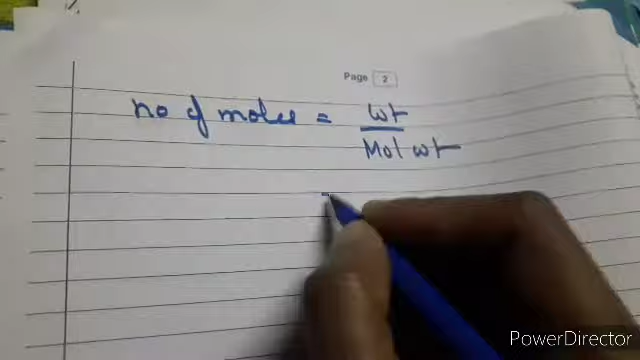 Page 2
no of moles = wt
Mol wt
PowerDirector